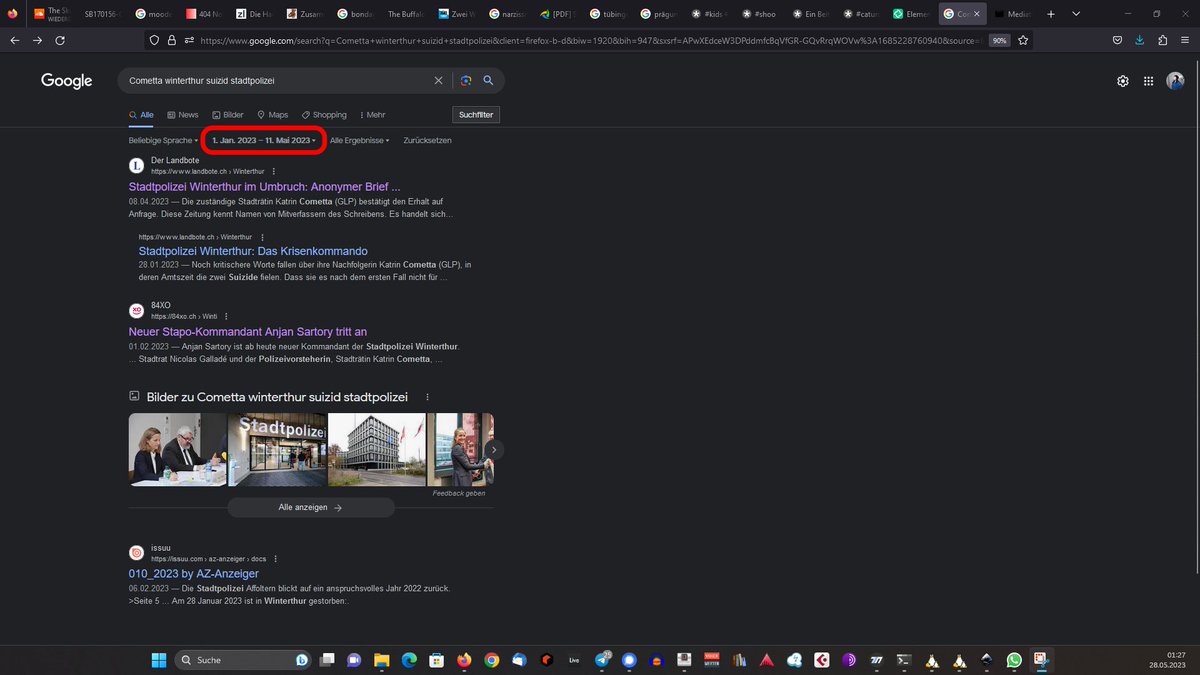 The Sk
WIEDER
SB170156-
moode
404 No
Die Ha
Zusam
bonda
The Buffalo
Zwei W
narziss
[PDF] S
tübing
prägun
#kids
#shoo
Ein Bei
#catun
Eleme
Co
Mediat
https://www.google.com/search?q=Cometta+winterthur+suizid+stadtpolizei&client=firefox-b-d&biw=1920&bih=947&sxsrf=
90%
Google
Cometta winterthur suizid stadtpolizei
Alle
News
Bilder
Maps
Shopping
Mehr
Suchfilter
Beliebige Sprache
1. Jan. 2023 – 11. Mai 2023
Alle Ergebnisse
Zurücksetzen
L
Der Landbote
https://www.landbote.ch › Winterthur
Stadtpolizei Winterthur im Umbruch: Anonymer Brief ...
08.04.2023 — Die zuständige Stadträtin Katrin Cometta (GLP) bestätigt den Erhalt auf
Anfrage. Diese Zeitung kennt Namen von Mitverfassern des Schreibens. Es handelt sich...
https://www.landbote.ch › Winterthur
Stadtpolizei Winterthur: Das Krisenkommando
28.01.2023 — Noch kritischere Worte fallen über ihre Nachfolgerin Katrin Cometta (GLP), in
deren Amtszeit die zwei Suizide fielen. Dass sie es nach dem ersten Fall nicht für ...
84XO
https://84xo.ch › Winti
Neuer Stapo-Kommandant Anjan Sartory tritt an
01.02.2023 — Anjan Sartory ist ab heute neuer Kommandant der Stadtpolizei Winterthur.
... Stadtrat Nicolas Galladé und der Polizeivorsteherin, Stadträtin Katrin Cometta, ...
Bilder zu Cometta winterthur suizid stadtpolizei
Stadtpolizei
Feedback geben
Alle anzeigen
issuu
https://issuu.com › az-anzeiger › docs
010_2023 by AZ-Anzeiger
06.02.2023 — Die Stadtpolizei Affoltern blickt auf ein anspruchsvolles Jahr 2022 zurück.
>Seite 5 ... Am 28 Januar 2023 ist in Winterthur gestorben:.
Suche
Live
25
01:27
28.05.2023